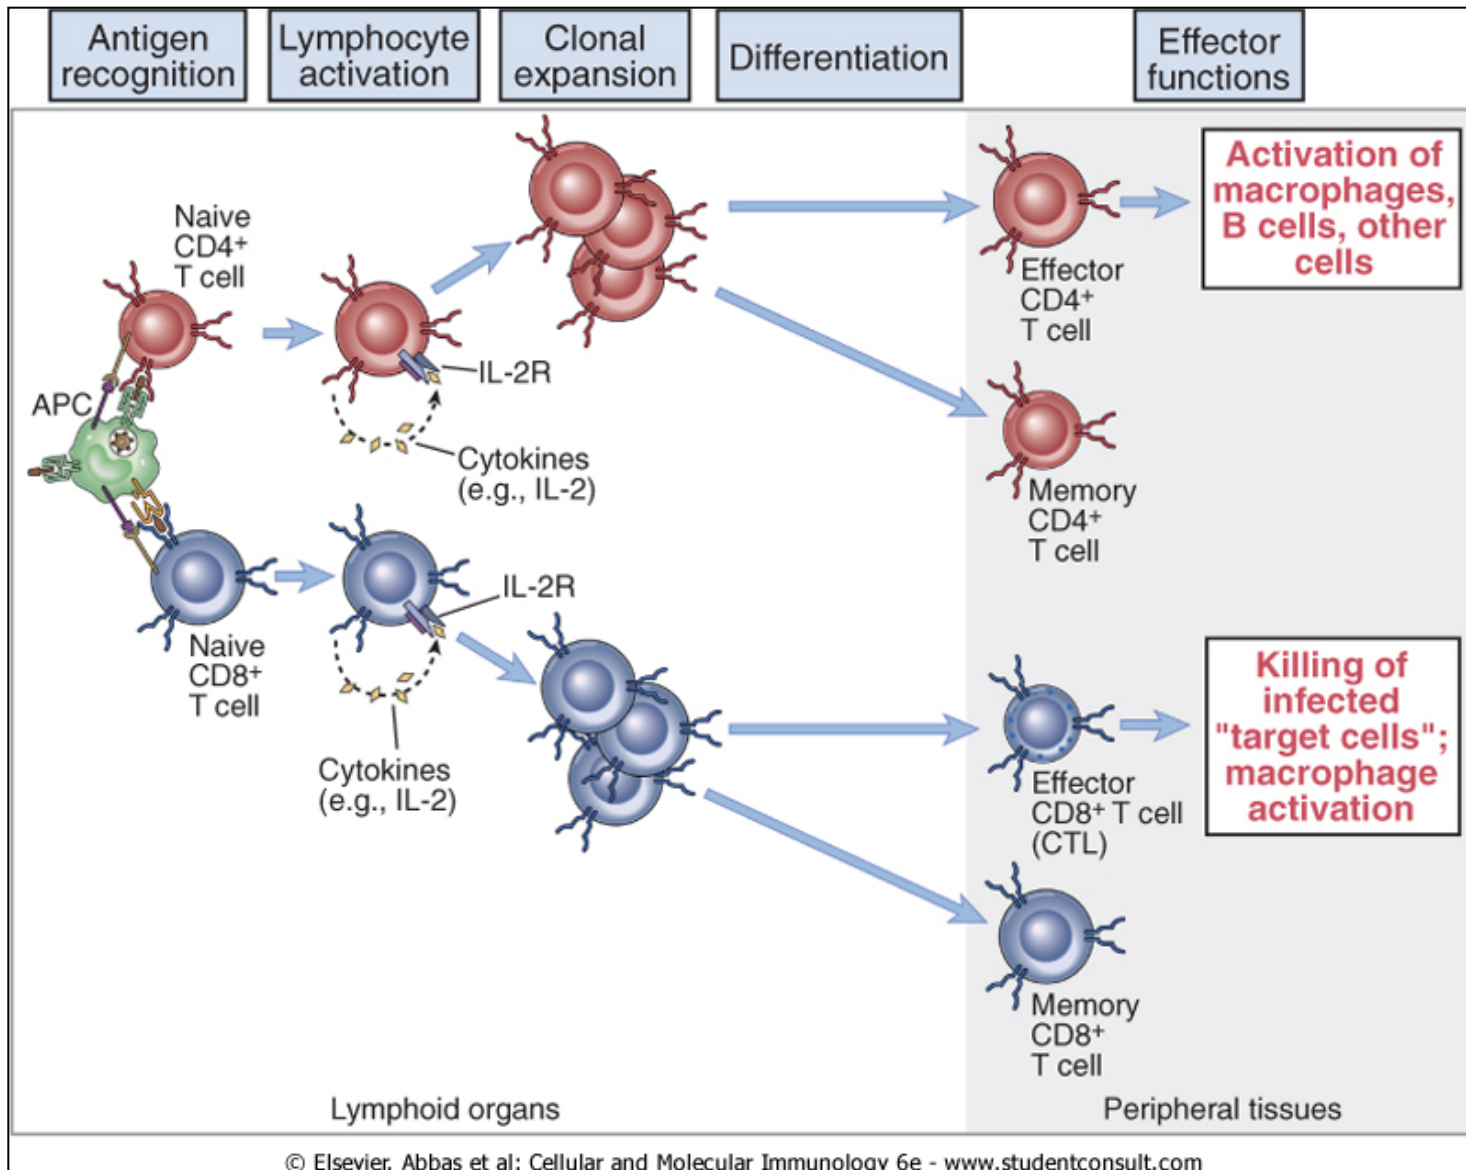 Antigen
recognition
Lymphocyte
activation
Clonal
expansion
Differentiation
Effector
functions
Naive
CD4+
T cell
APC
IL-2R
Cytokines
(e.g., IL-2)
Effector
CD4+
T cell
Activation of
macrophages,
B cells, other
cells
Memory
CD4+
T cell
Naive
CD8+
T cell
IL-2R
Cytokines
(e.g., IL-2)
Effector
CD8+ T cell
(CTL)
Killing of
infected
"target cells";
macrophage
activation
Memory
CD8+
T cell
Lymphoid organs
Peripheral tissues
© Elsevier. Abbas et al: Cellular and Molecular Immunology 6e - www.studentconsult.com